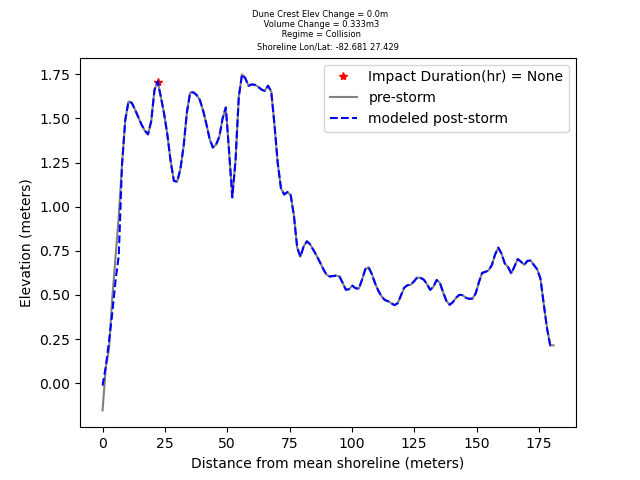 Dune Crest Elev Change = 0.0m
Volume Change = 0.333m3
Regime = Collision
Shoreline Lon/Lat: -82.681 27.429
Impact Duration(hr) = None
pre-storm
modeled post-storm
1.75
1.50
1.25
1.00
0.75
0.50
0.25
0.00
Elevation (meters)
0 25 50 75 100 125 150 175
Distance from mean shoreline (meters)